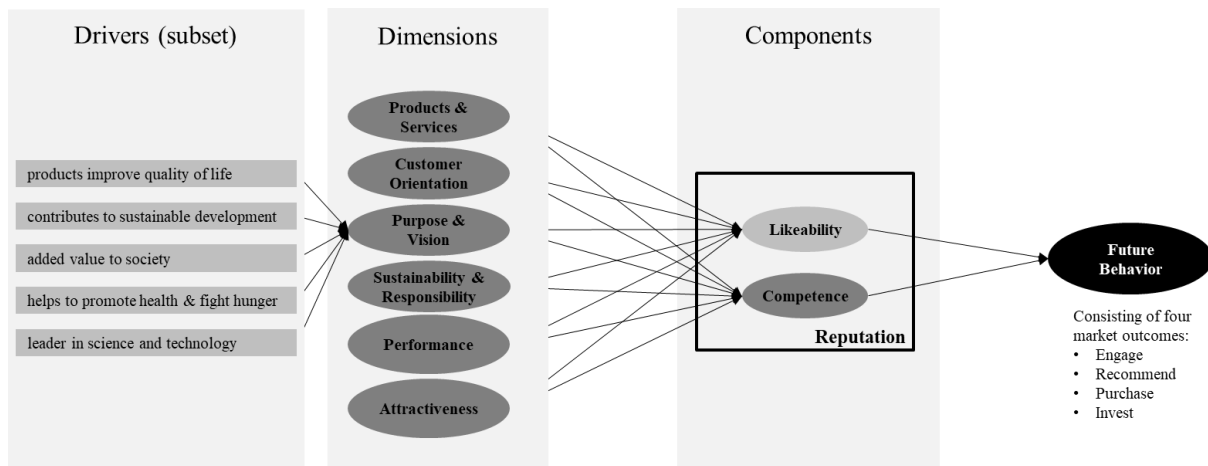 Drivers (subset)
products improve quality of life
contributes to sustainable development
added value to society
helps to promote health & fight hunger
leader in science and technology
Dimensions
Products &
Services
Customer
Orientation
Purpose &
Vision
Sustainability &
Responsibility
Performance
Attractiveness
Components
Likeability
Competence
Reputation
Future
Behavior
Consisting of four
market outcomes:
• Engage
• Recommend
• Purchase
• Invest